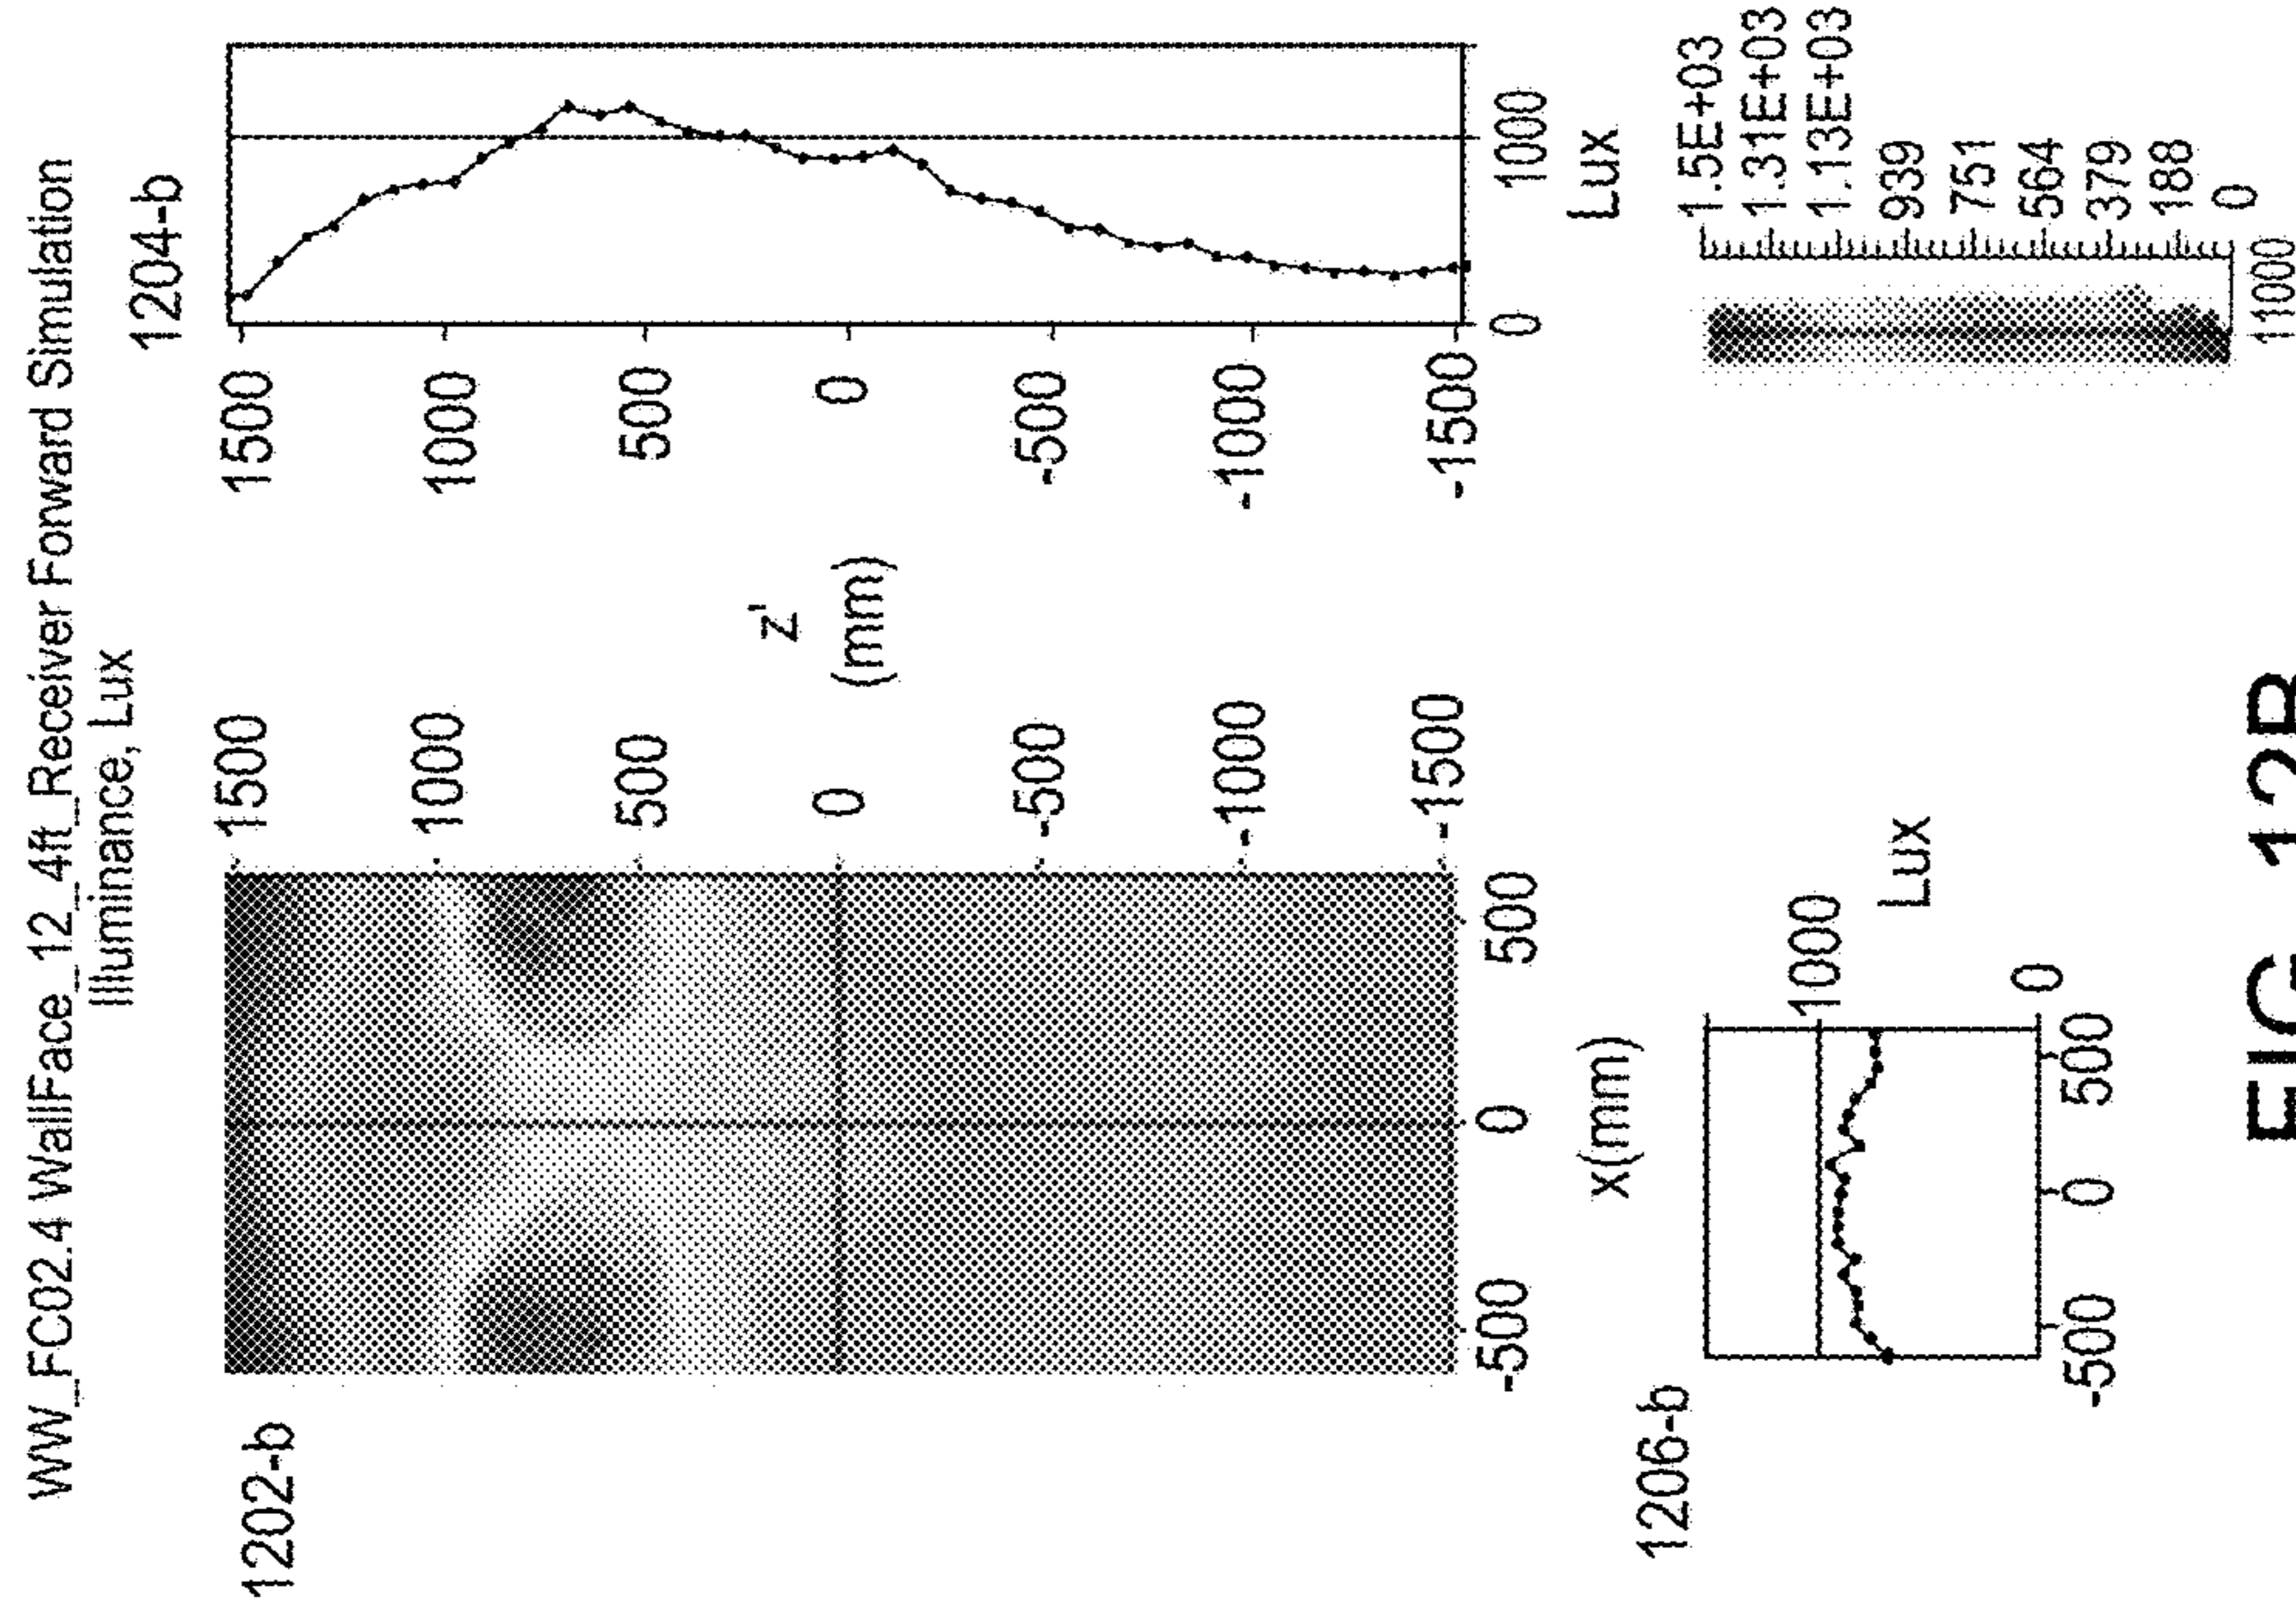 WW_FC02.4 WallFace_12_4ft_Receiver Forward Simulation
Illuminance, Lux
1202-b
1500
1000
500
0
-500
-1000
-1500
-500
0
500
x(mm)
z'
(mm)
1204-b
1500
1000
500
0
-500
-1000
-1500
0
1000
Lux
1206-b
1000
0
Lux
-500
0
500
1.5E+03
1.31E+03
1.13E+03
939
751
564
379
188
0
11000
FIG. 12B